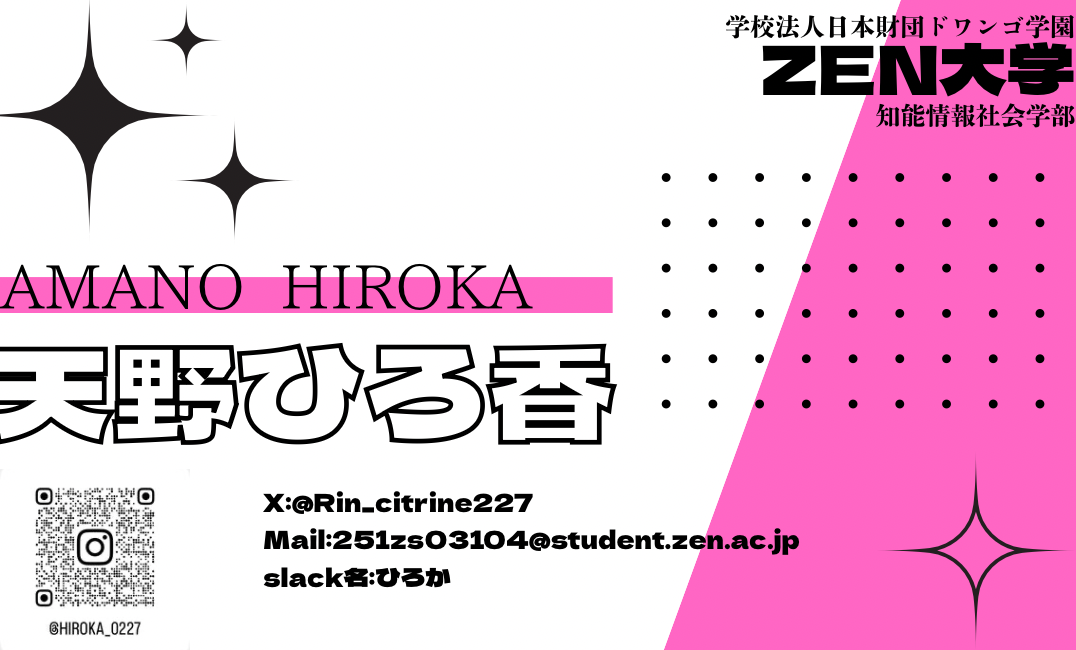 学校法人日本財団ドワンゴ学園
ZEN大学
知能情報社会学部
AMANO HIROKA
天野ひろ香
X:@Rin_citrine227
Mail:251zs03104@student.zen.ac.jp
slack名:ひろか
@HIROKA_0227